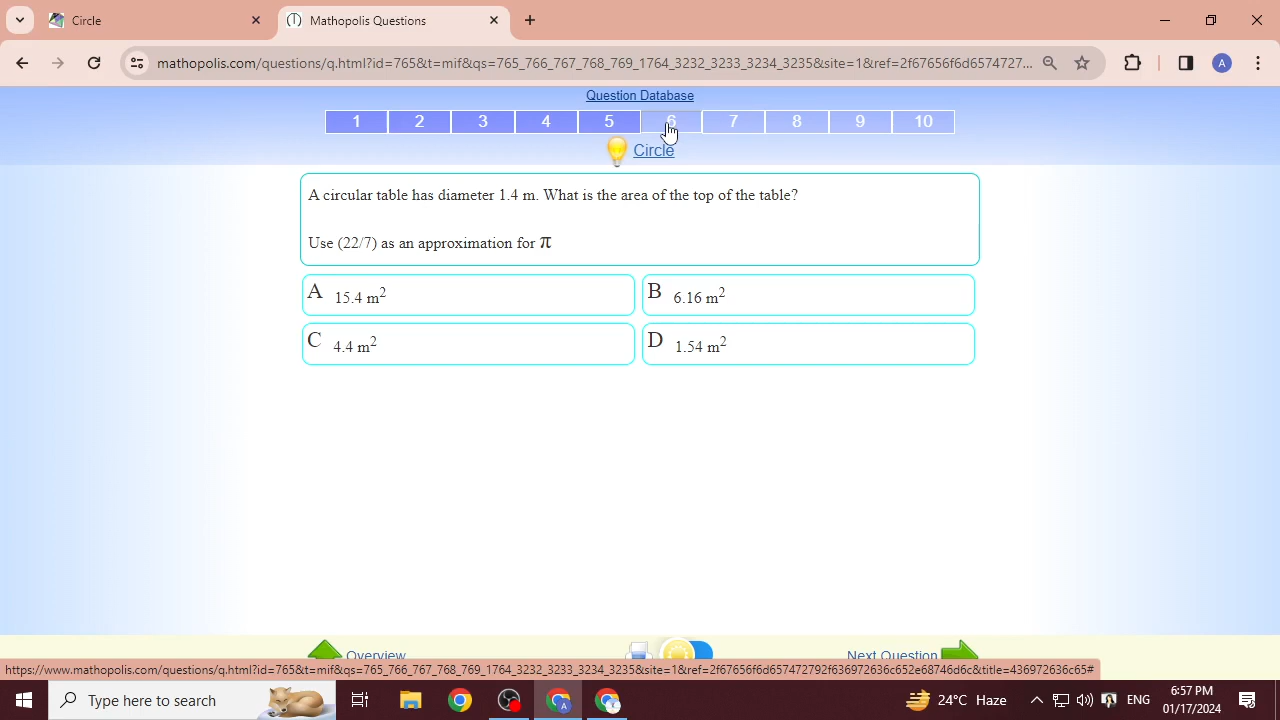 Circle
Mathopolis Questions
mathopolis.com/questions/q.html?id=765&t=mif&qs=765_766_767_768_769_1764_3232_3233_3234_3235&site=1&ref=2f67656f6d6574727...
A
Question Database
1 2 3 4 5 6 7 8 9 10
Circle
A circular table has diameter 1.4 m. What is the area of the top of the table?
Use (22/7) as an approximation for π
A 15.4 m²
B 6.16 m²
C 4.4 m²
D 1.54 m²
Overview
Next Question
https://www.mathopolis.com/questions/q.html?id=765&t=mif&qs=765_766_767_768_769_1764_3232_3233_3234_3235&site=1&ref=2f67656f6d657472792f636972636c652e68746d6c&title=436972636c65#
Type here to search
24°C Haze
ENG
6:57 PM
01/17/2024